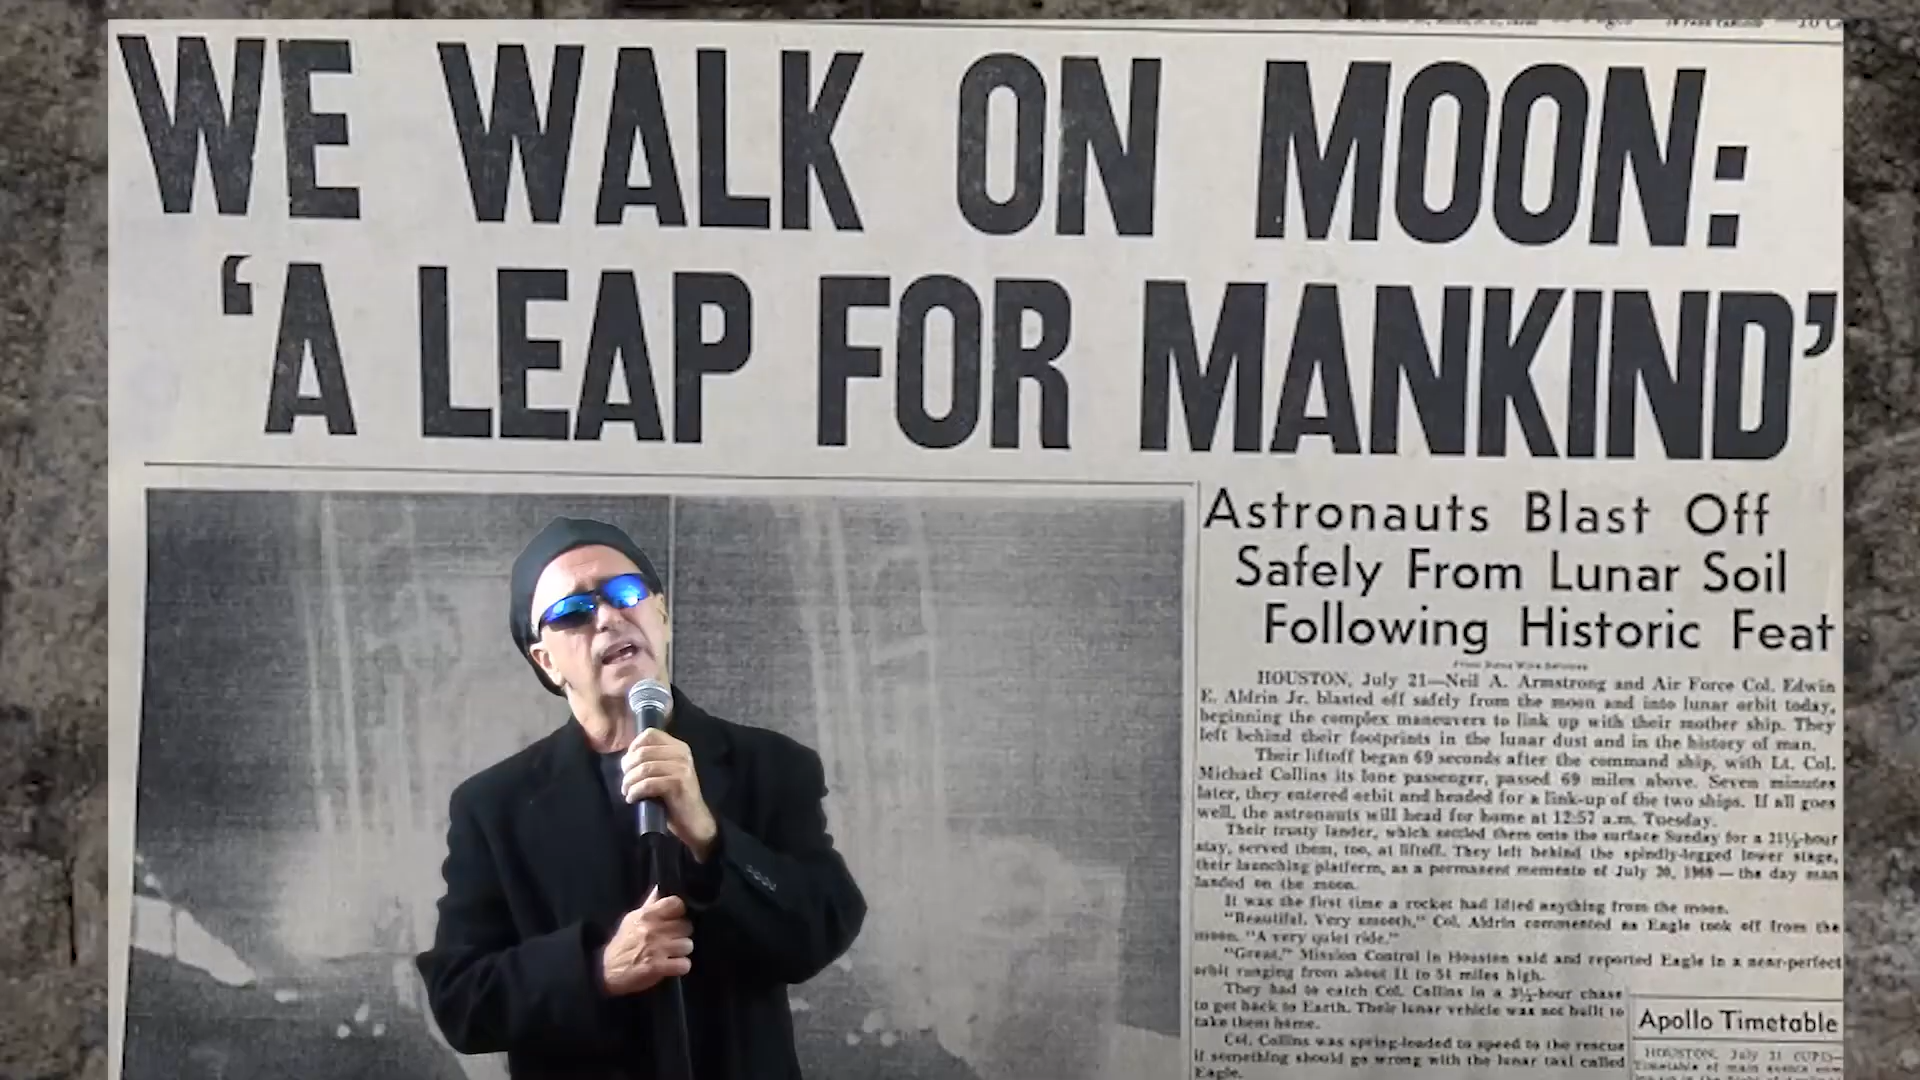 WE WALK ON MOON:
‘A LEAP FOR MANKIND’
Astronauts Blast Off
Safely From Lunar Soil
Following Historic Feat
HOUSTON, July 21—Neil A. Armstrong and Air Force Col. Edwin
E. Aldrin Jr. blasted off safely from the moon and into lunar orbit today,
beginning the complex maneuvers to link up with their mother ship. They
left behind their footprints in the lunar dust and in the history of man.
Their liftoff began 69 seconds after the command ship, with Lt. Col.
Michael Collins its lone passenger, passed 69 miles above. Seven minutes
later, they entered orbit and headed for a link-up of the two ships. If all goes
well, the astronauts will head for home at 12:57 a.m. Tuesday.
Their trusty lander, which settled them onto the surface Sunday for a 21½-hour
stay, served them, too, at liftoff. They left behind the spindly-legged lower stage,
their launching platform, as a permanent memento of July 20, 1969 — the day man
landed on the moon.
It was the first time a rocket had lifted anything from the moon.
"Beautiful. Very smooth," Col. Aldrin commented as Eagle took off from the
moon. "A very quiet ride."
"Great," Mission Control in Houston said and reported Eagle in a near-perfect
orbit ranging from about 11 to 51 miles high.
They had to catch Col. Collins in a 3½-hour chase
to get back to Earth. Their lunar vehicle was not built to
take them home.
Col. Collins was spring-loaded to speed to the rescue
if something should go wrong with the lunar taxi called
Eagle.
Apollo Timetable
HOUSTON, July 21 (UPI)—